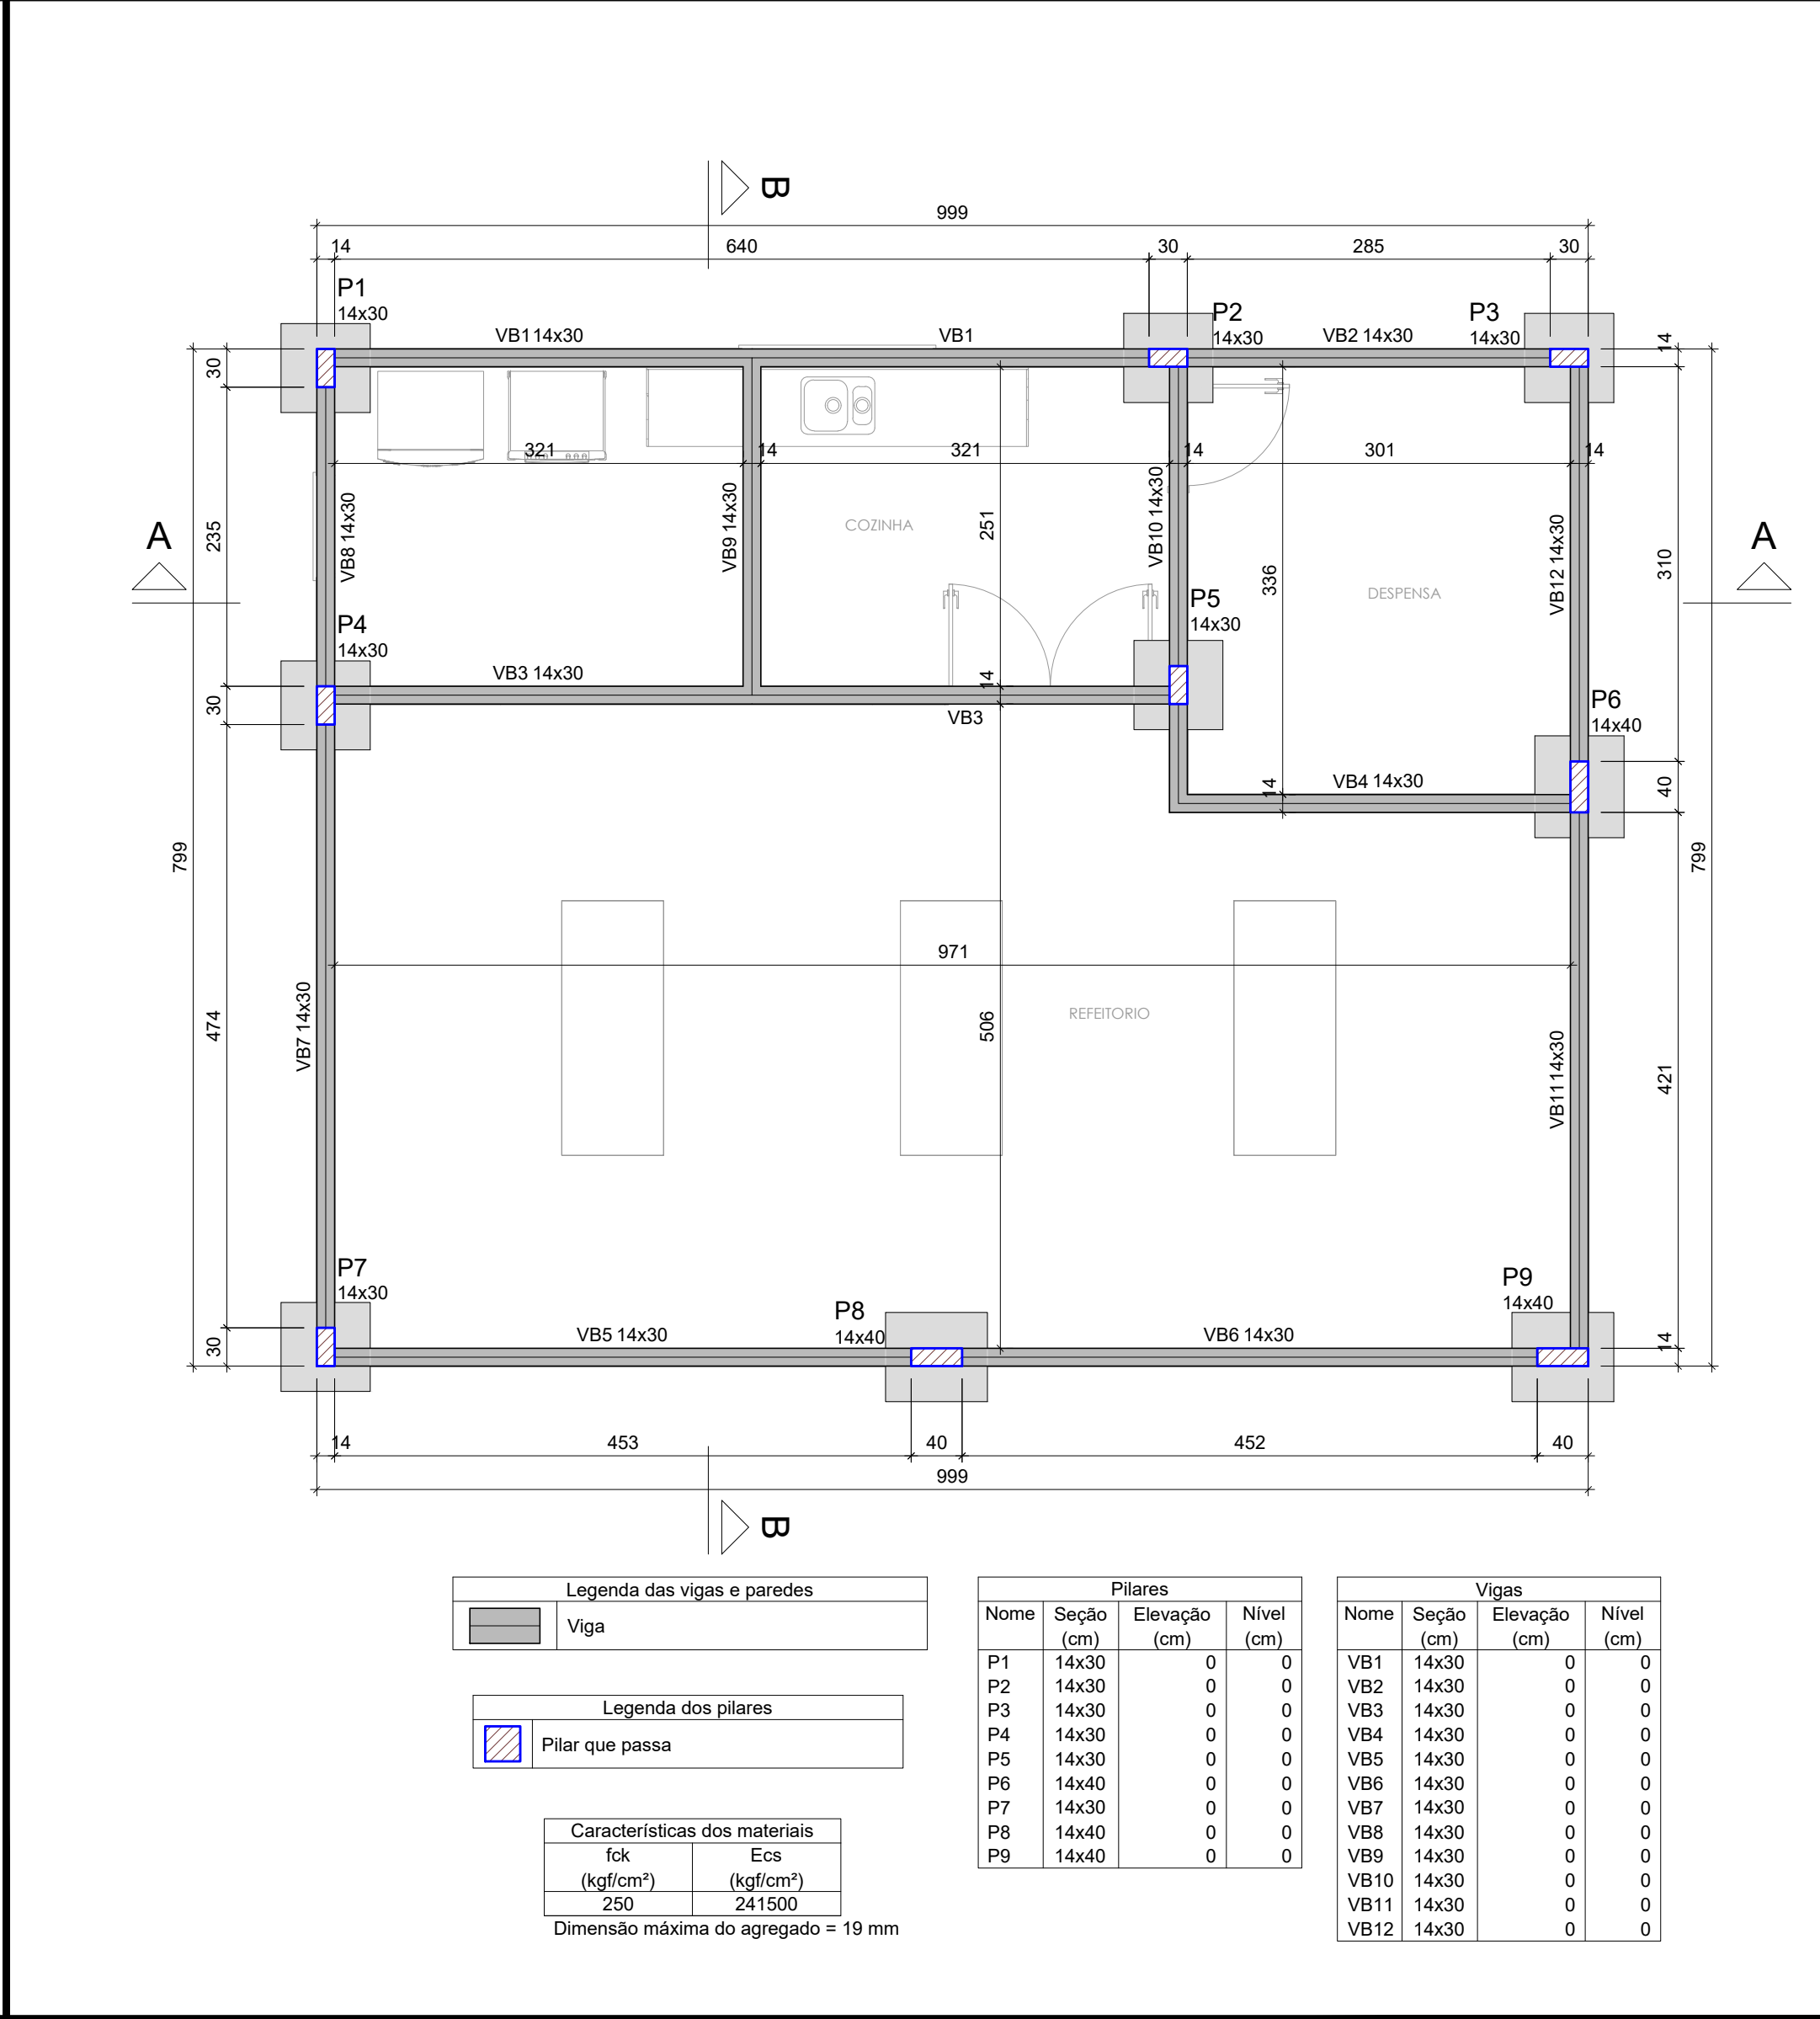 B
999
14 640 30 285 30
P1
14x30
P2
14x30
P3
14x30
VB1 14x30
VB1
VB2 14x30
14
30
321
14
321
14
301
14
A
A
235
VB8 14x30
VB9 14x30
COZINHA
251
VB10 14x30
336
DESPENSA
VB12 14x30
310
P5
14x30
P4
14x30
30
VB3 14x30
14
VB3
P6
14x40
14
VB4 14x30
40
799
799
971
REFEITORIO
474
VB7 14x30
506
VB11 14x30
421
P7
14x30
P8
14x40
P9
14x40
30
VB5 14x30
VB6 14x30
14
14 453 40 452 40
999
B
Legenda das vigas e paredes
Viga
Legenda dos pilares
Pilar que passa
Características dos materiais
fck Ecs
(kgf/cm²) (kgf/cm²)
250 241500
Dimensão máxima do agregado = 19 mm
Pilares
Nome Seção Elevação Nível
(cm) (cm) (cm)
P1 14x30 0 0
P2 14x30 0 0
P3 14x30 0 0
P4 14x30 0 0
P5 14x30 0 0
P6 14x40 0 0
P7 14x30 0 0
P8 14x40 0 0
P9 14x40 0 0
Vigas
Nome Seção Elevação Nível
(cm) (cm) (cm)
VB1 14x30 0 0
VB2 14x30 0 0
VB3 14x30 0 0
VB4 14x30 0 0
VB5 14x30 0 0
VB6 14x30 0 0
VB7 14x30 0 0
VB8 14x30 0 0
VB9 14x30 0 0
VB10 14x30 0 0
VB11 14x30 0 0
VB12 14x30 0 0